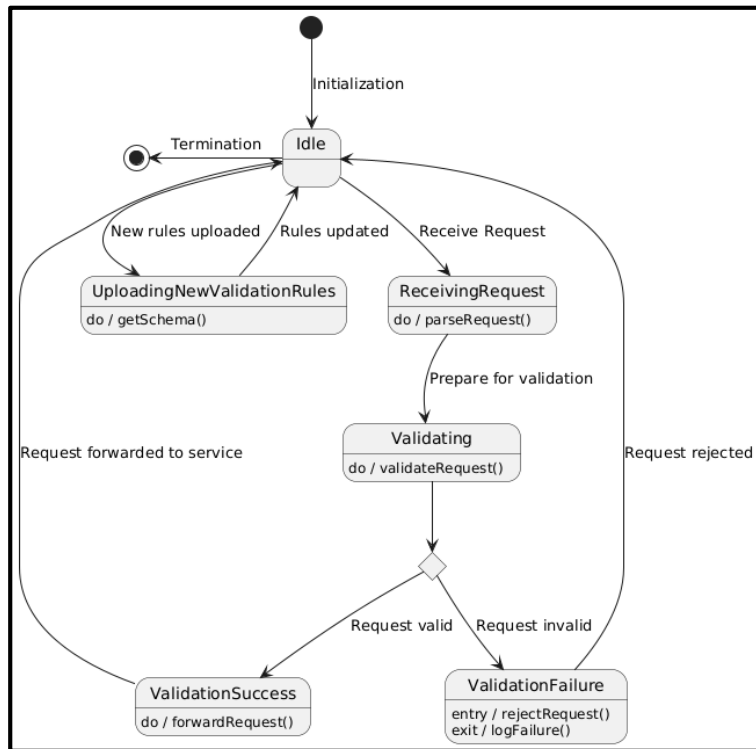 Initialization
Idle
Termination
New rules uploaded
Rules updated
Receive Request
UploadingNewValidationRules
do / getSchema()
ReceivingRequest
do / parseRequest()
Prepare for validation
Validating
do / validateRequest()
Request forwarded to service
Request rejected
Request valid
Request invalid
ValidationSuccess
do / forwardRequest()
ValidationFailure
entry / rejectRequest()
exit / logFailure()